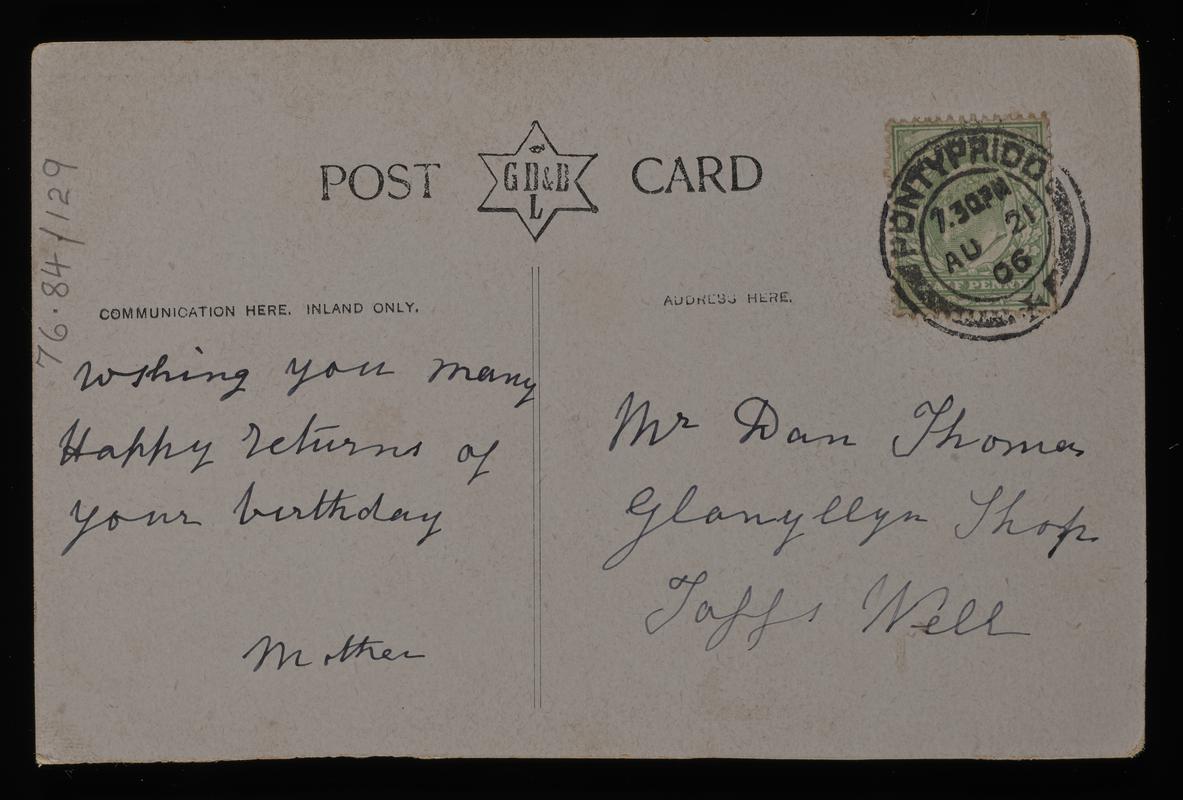 76.84/129
POST GD&D L CARD
PONTYPRIDD
7.30PM
AU 21
06
COMMUNICATION HERE. INLAND ONLY.
ADDRESS HERE.
Wshing you many
Happy returns of
your birthday
Mother
Mr Dan Thomas
Glanyllyn Shop
Taffs Well